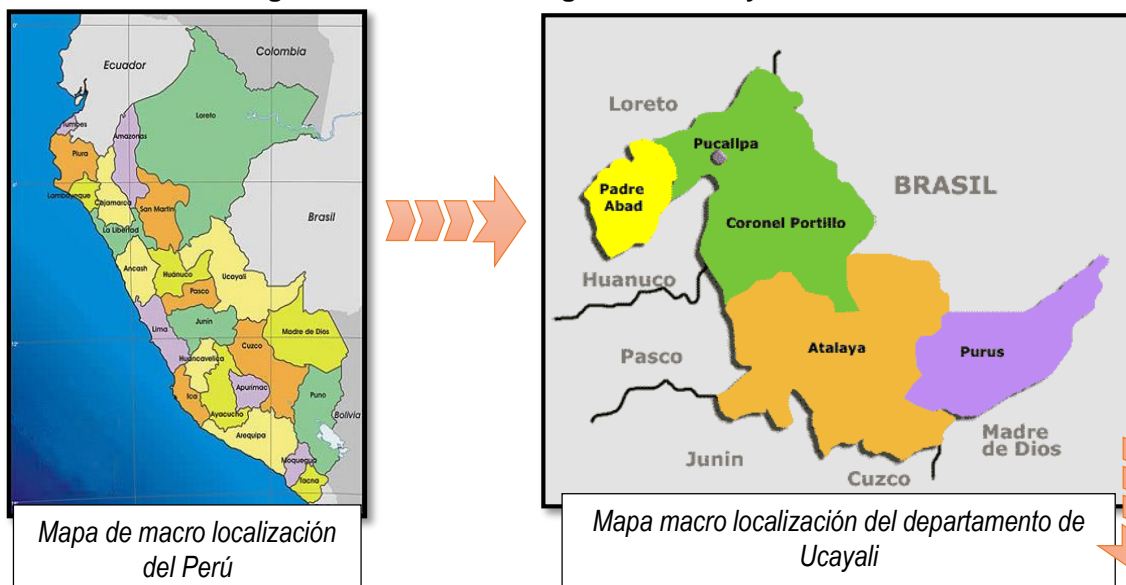 Ecuador
Colombia
Loreto
Tumbes
Amazonas
Piura
Lambayeque
Cajamarca
San Martin
Brasil
La Libertad
Ancash
Huánuco
Ucayali
Pasco
Lima
Junín
Madre de Dios
Huancavelica
Cuzco
Ica
Ayacucho
Apurimac
Puno
Bolivia
Arequipa
Moquegua
Tacna
Mapa de macro localización
del Perú
Loreto
Pucallpa
Padre
Abad
BRASIL
Coronel Portillo
Huanuco
Pasco
Atalaya
Purus
Junin
Madre
de Dios
Cuzco
Mapa macro localización del departamento de
Ucayali